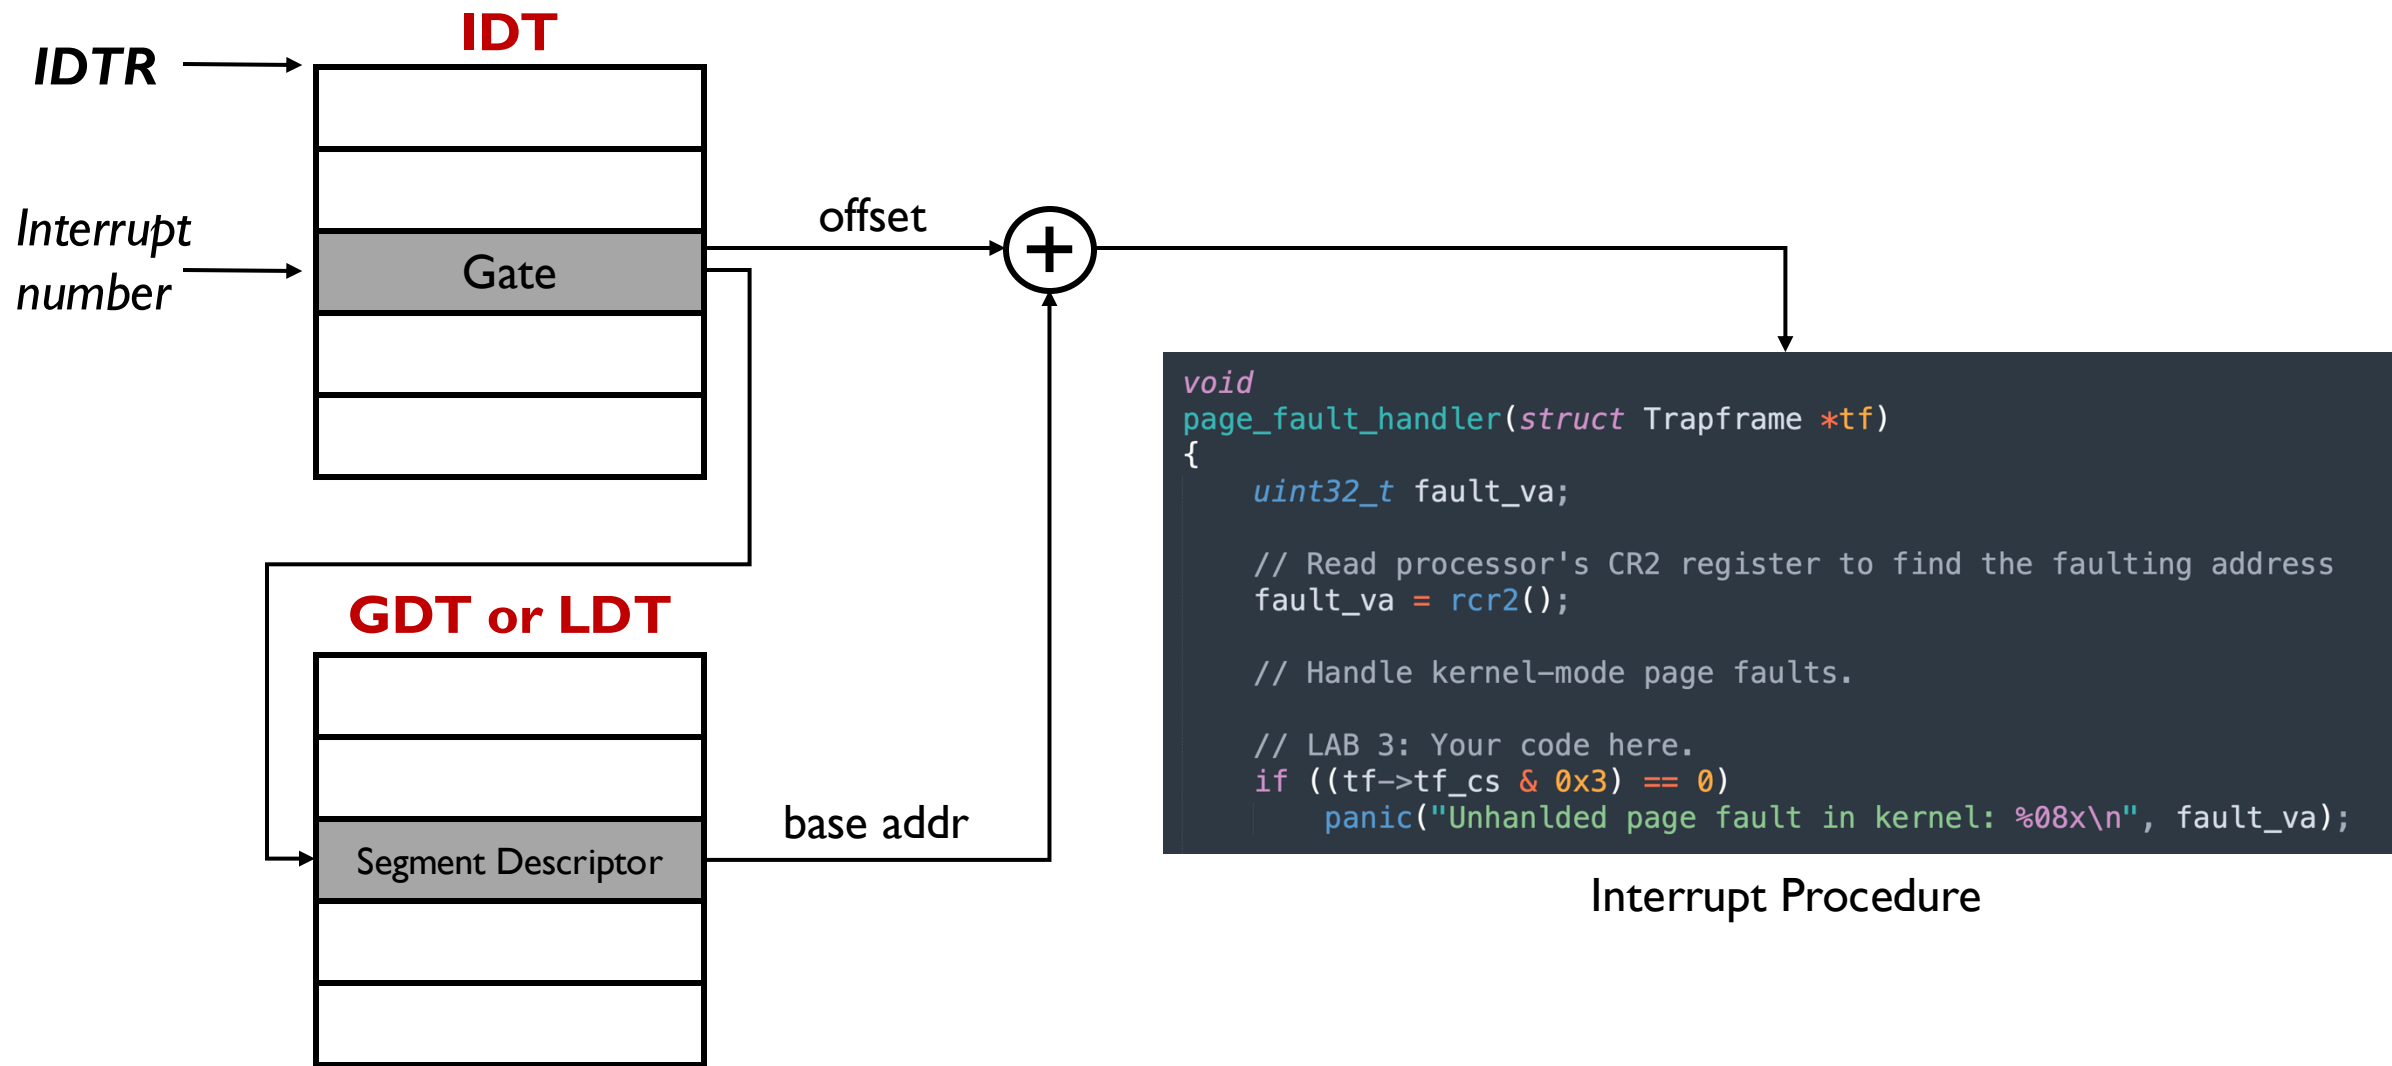 IDT
IDTR
Interrupt
number
Gate
offset
+
GDT or LDT
Segment Descriptor
base addr
void
page_fault_handler(struct Trapframe *tf)
{
    uint32_t fault_va;
    // Read processor's CR2 register to find the faulting address
    fault_va = rcr2();
    // Handle kernel-mode page faults.
    // LAB 3: Your code here.
    if ((tf->tf_cs & 0x3) == 0)
        panic("Unhanlded page fault in kernel: %08x\n", fault_va);
Interrupt Procedure